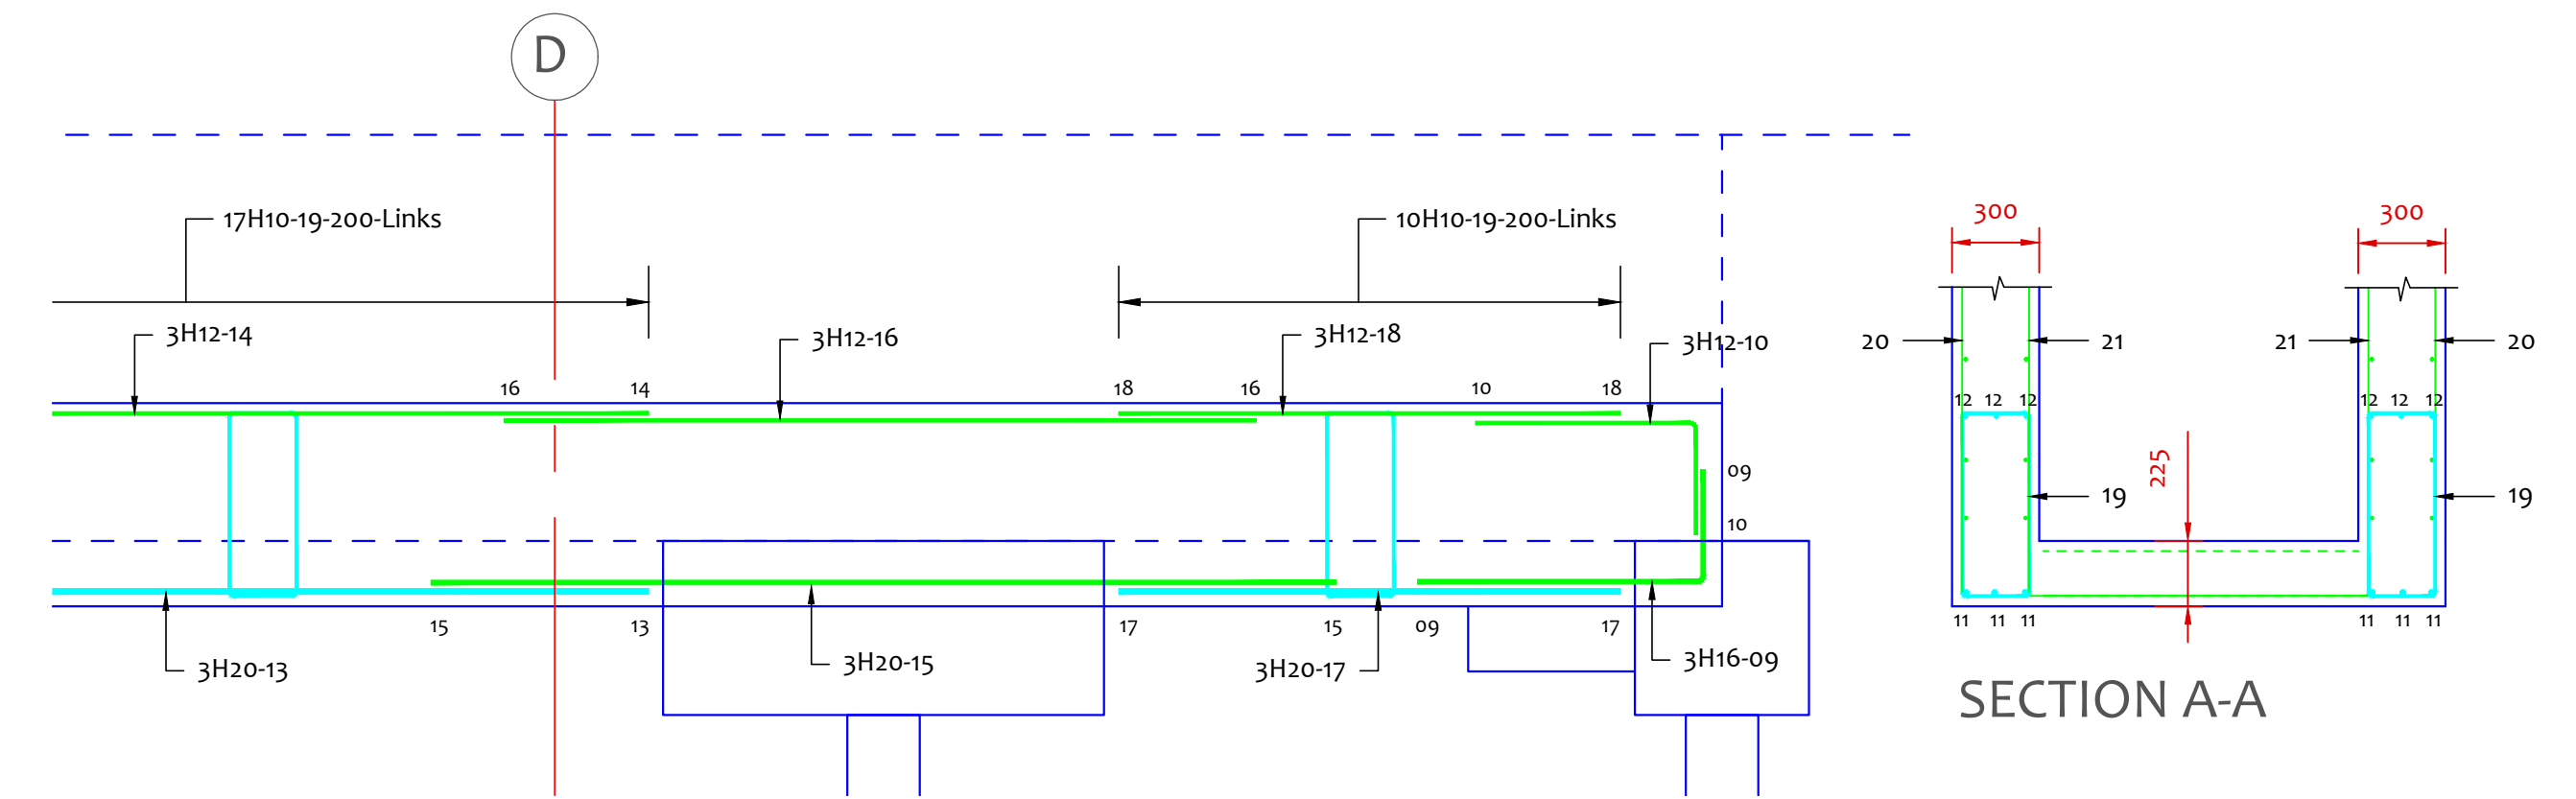 D
17H10-19-200-Links
10H10-19-200-Links
300
300
3H12-14
3H12-16
3H12-18
3H12-10
20
21
21
20
16
14
18
16
10
18
12 12 12
12 12 12
09
225
19
19
10
15
13
17
15
09
17
11 11 11
11 11 11
3H20-13
3H20-15
3H20-17
3H16-09
SECTION A-A